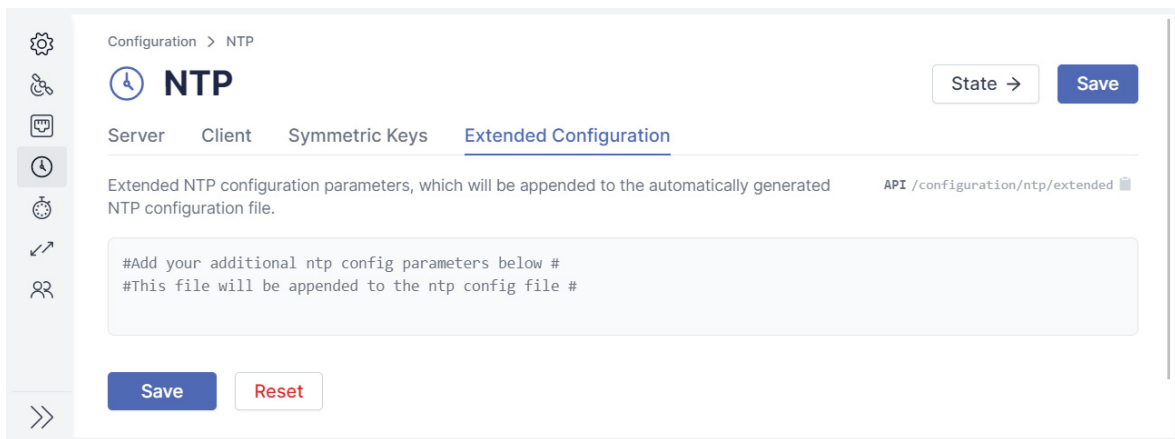 Configuration > NTP
NTP
State →
Save
Server Client Symmetric Keys Extended Configuration
Extended NTP configuration parameters, which will be appended to the automatically generated
NTP configuration file.
API /configuration/ntp/extended
#Add your additional ntp config parameters below #
#This file will be appended to the ntp config file #
Save
Reset